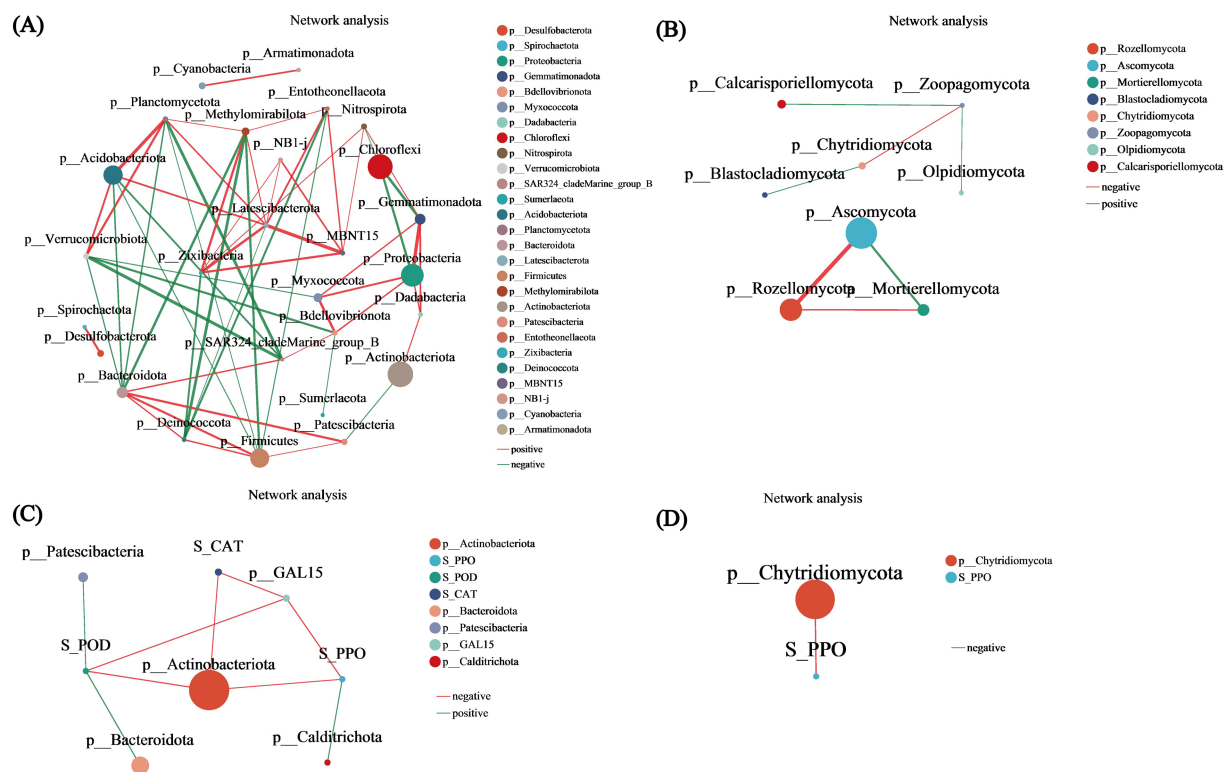 (A)
Network analysis
p__Armatimonadota
p__Cyanobacteria
p__Entotheonellaeota
p__Planctomycetota
p__Nitrospirota
p__Methylomirabilota
p__NB1-j
p__Chloroflexi
p__Acidobacteriota
p__Latescibacterota
p__Gemmatimonadota
p__MBNT15
p__Verrucomicrobiota
p__Zixibacteria
p__Proteobacteria
p__Myxococcota
p__Dadabacteria
p__Spirochaetota
p__Bdellovibrionota
p__Desulfobacterota
p__SAR324_cladeMarine_group_B
p__Actinobacteriota
p__Bacteroidota
p__Sumerlaeota
p__Deinococcota
p__Patescibacteria
p__Firmicutes
p__Desulfobacterota
p__Spirochaetota
p__Proteobacteria
p__Gemmatimonadota
p__Bdellovibrionota
p__Myxococcota
p__Dadabacteria
p__Chloroflexi
p__Nitrospirota
p__Verrucomicrobiota
p__SAR324_cladeMarine_group_B
p__Sumerlaeota
p__Acidobacteriota
p__Planctomycetota
p__Bacteroidota
p__Latescibacterota
p__Firmicutes
p__Methylomirabilota
p__Actinobacteriota
p__Patescibacteria
p__Entotheonellaeota
p__Zixibacteria
p__Deinococcota
p__MBNT15
p__NB1-j
p__Cyanobacteria
p__Armatimonadota
positive
negative
(B)
Network analysis
p__Calcarisporiellomycota
p__Zoopagomycota
p__Chytridiomycota
p__Blastocladiomycota
p__Olpidiomycota
p__Ascomycota
p__Rozellomycota
p__Mortierellomycota
p__Rozellomycota
p__Ascomycota
p__Mortierellomycota
p__Blastocladiomycota
p__Chytridiomycota
p__Zoopagomycota
p__Olpidiomycota
p__Calcarisporiellomycota
negative
positive
(C)
Network analysis
p__Patescibacteria
S_CAT
p__GAL15
S_POD
p__Actinobacteriota
S_PPO
p__Bacteroidota
p__Calditrichota
p__Actinobacteriota
S_PPO
S_POD
S_CAT
p__Bacteroidota
p__Patescibacteria
p__GAL15
p__Calditrichota
negative
positive
(D)
Network analysis
p__Chytridiomycota
S_PPO
p__Chytridiomycota
S_PPO
negative